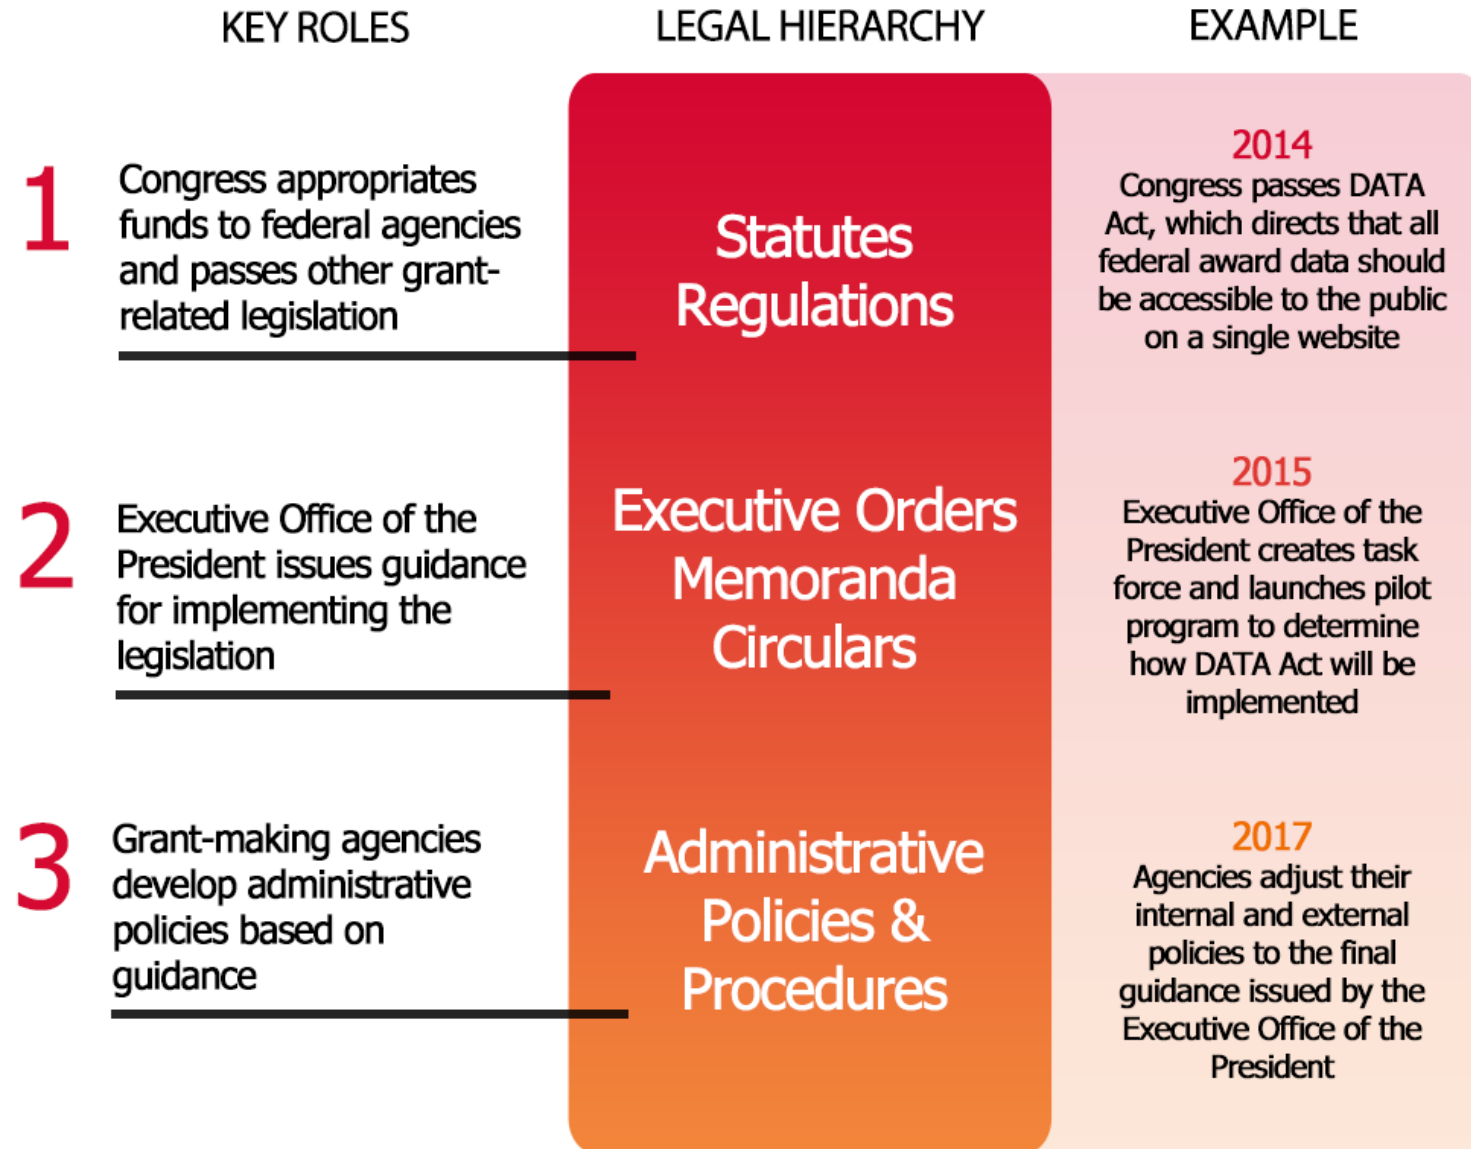 KEY ROLES
LEGAL HIERARCHY
EXAMPLE
1
Congress appropriates
funds to federal agencies
and passes other grant-
related legislation
Statutes
Regulations
2014
Congress passes DATA
Act, which directs that all
federal award data should
be accessible to the public
on a single website
2
Executive Office of the
President issues guidance
for implementing the
legislation
Executive Orders
Memoranda
Circulars
2015
Executive Office of the
President creates task
force and launches pilot
program to determine
how DATA Act will be
implemented
3
Grant-making agencies
develop administrative
policies based on
guidance
Administrative
Policies &
Procedures
2017
Agencies adjust their
internal and external
policies to the final
guidance issued by the
Executive Office of the
President